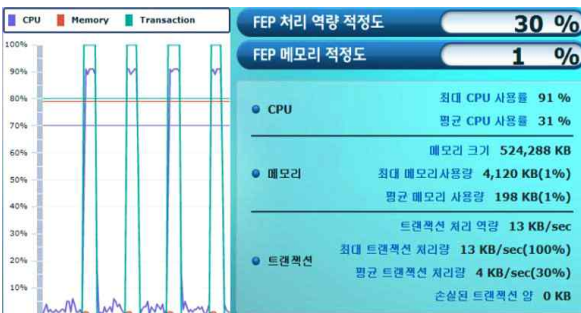 CPU Memory Transaction
100%
90%
80%
70%
60%
50%
40%
30%
20%
10%
FEP 처리 역량 적정도 30 %
FEP 메모리 적정도 1 %
CPU
최대 CPU 사용률 91 %
평균 CPU 사용률 31 %
메모리
메모리 크기 524,288 KB
최대 메모리사용량 4,120 KB(1%)
평균 메모리 사용량 198 KB(1%)
트랜잭션
트랜잭션 처리 역량 13 KB/sec
최대 트랜잭션 처리량 13 KB/sec(100%)
평균 트랜잭션 처리량 4 KB/sec(30%)
손실된 트랜잭션 양 0 KB